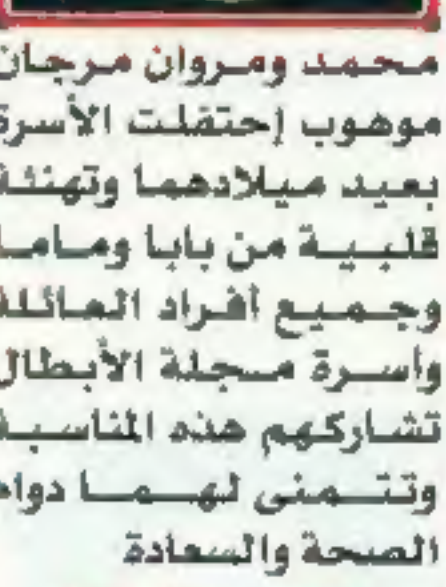 محمد ومروان مرجان
موهوب إحتفلت الأسرة
بعيد ميلادهما وتهنئة
قلبية من بابا وماما
وجميع أفراد العائلة
وأسرة مجلة الأبطال
تشاركهم هذه المناسبة
وتتمنى لهما دوام
الصحة والسعادة